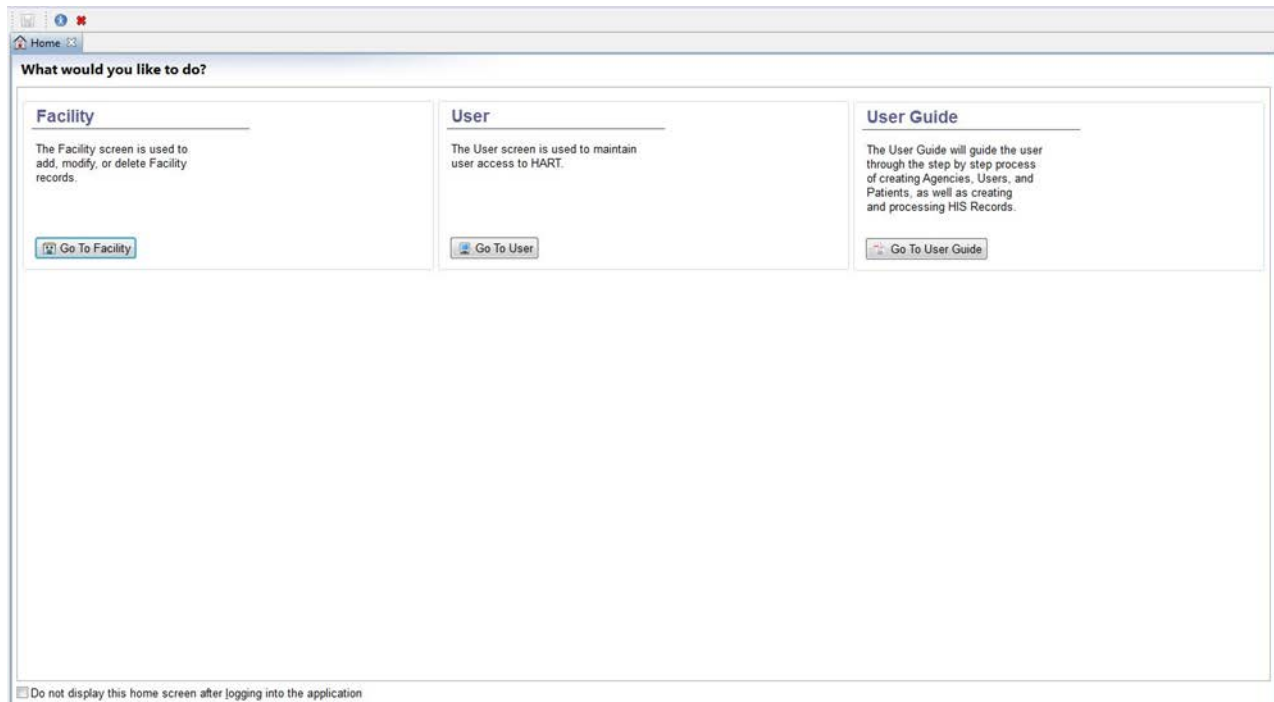 Home
What would you like to do?
Facility
The Facility screen is used to
add, modify, or delete Facility
records.
Go To Facility
User
The User screen is used to maintain
user access to HART.
Go To User
User Guide
The User Guide will guide the user
through the step by step process
of creating Agencies, Users, and
Patients, as well as creating
and processing HIS Records.
Go To User Guide
Do not display this home screen after logging into the application